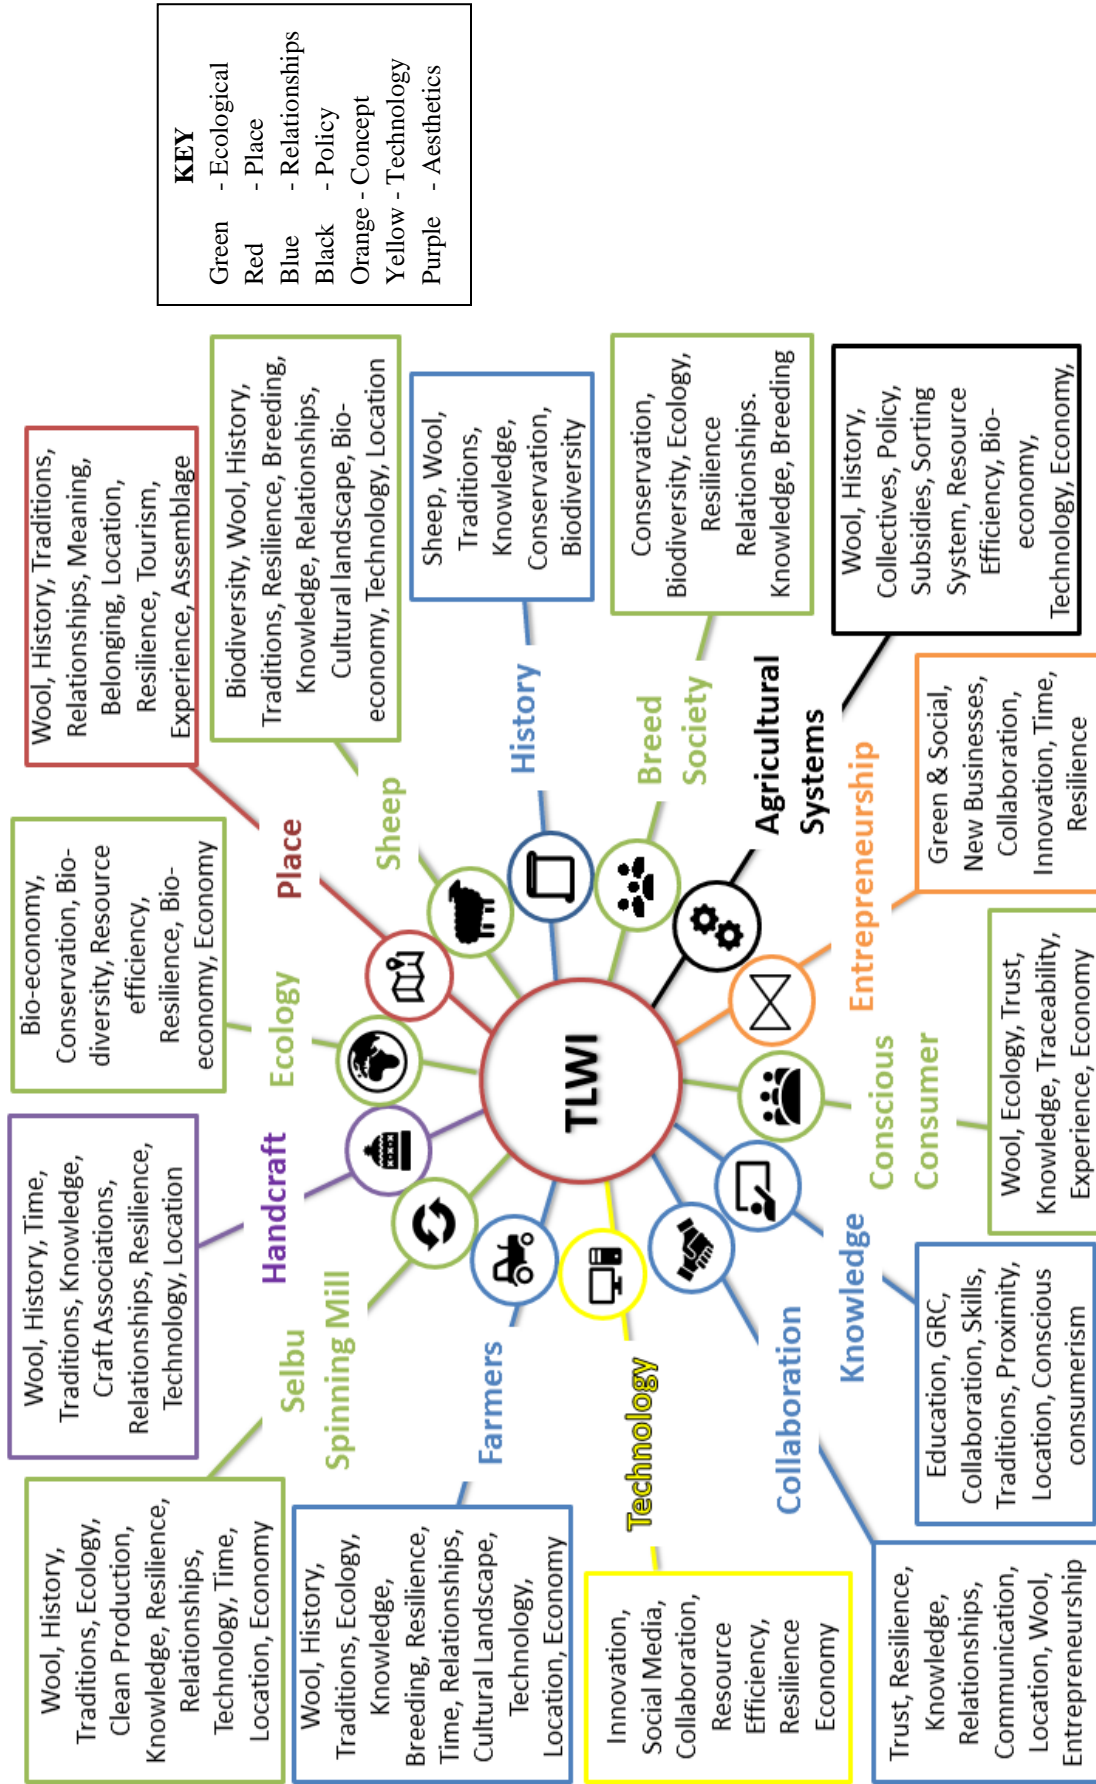 Wool, History,
Traditions, Ecology,
Clean Production,
Knowledge, Resilience,
Relationships,
Technology, Time,
Location, Economy
Selbu
Spinning Mill
Wool, History, Time,
Traditions, Knowledge,
Craft Associations,
Relationships, Resilience,
Technology, Location
Handcraft
Bio-economy,
Conservation, Bio-
diversity, Resource
efficiency,
Resilience, Bio-
economy, Economy
Ecology
Wool, History, Traditions,
Relationships, Meaning,
Belonging, Location,
Resilience, Tourism,
Experience, Assemblage
Place
KEY
Green - Ecological
Red - Place
Blue - Relationships
Black - Policy
Orange - Concept
Yellow - Technology
Purple - Aesthetics
Biodiversity, Wool, History,
Traditions, Resilience, Breeding,
Knowledge, Relationships,
Cultural landscape, Bio-
economy, Technology, Location
Sheep
Wool, History,
Traditions, Ecology,
Knowledge,
Breeding, Resilience,
Time, Relationships,
Cultural Landscape,
Technology,
Location, Economy
Farmers
Sheep, Wool,
Traditions,
Knowledge,
Conservation,
Biodiversity
History
TLWI
Innovation,
Social Media,
Collaboration,
Resource
Efficiency,
Resilience
Economy
Technology
Conservation,
Biodiversity, Ecology,
Resilience
Relationships.
Knowledge, Breeding
Breed
Society
Trust, Resilience,
Knowledge,
Relationships,
Communication,
Location, Wool,
Entrepreneurship
Collaboration
Agricultural
Systems
Wool, History,
Collectives, Policy,
Subsidies, Sorting
System, Resource
Efficiency, Bio-
economy,
Technology, Economy,
Knowledge
Education, GRC,
Collaboration, Skills,
Traditions, Proximity,
Location, Conscious
consumerism
Conscious
Consumer
Wool, Ecology, Trust,
Knowledge, Traceability,
Experience, Economy
Entrepreneurship
Green & Social,
New Businesses,
Collaboration,
Innovation, Time,
Resilience